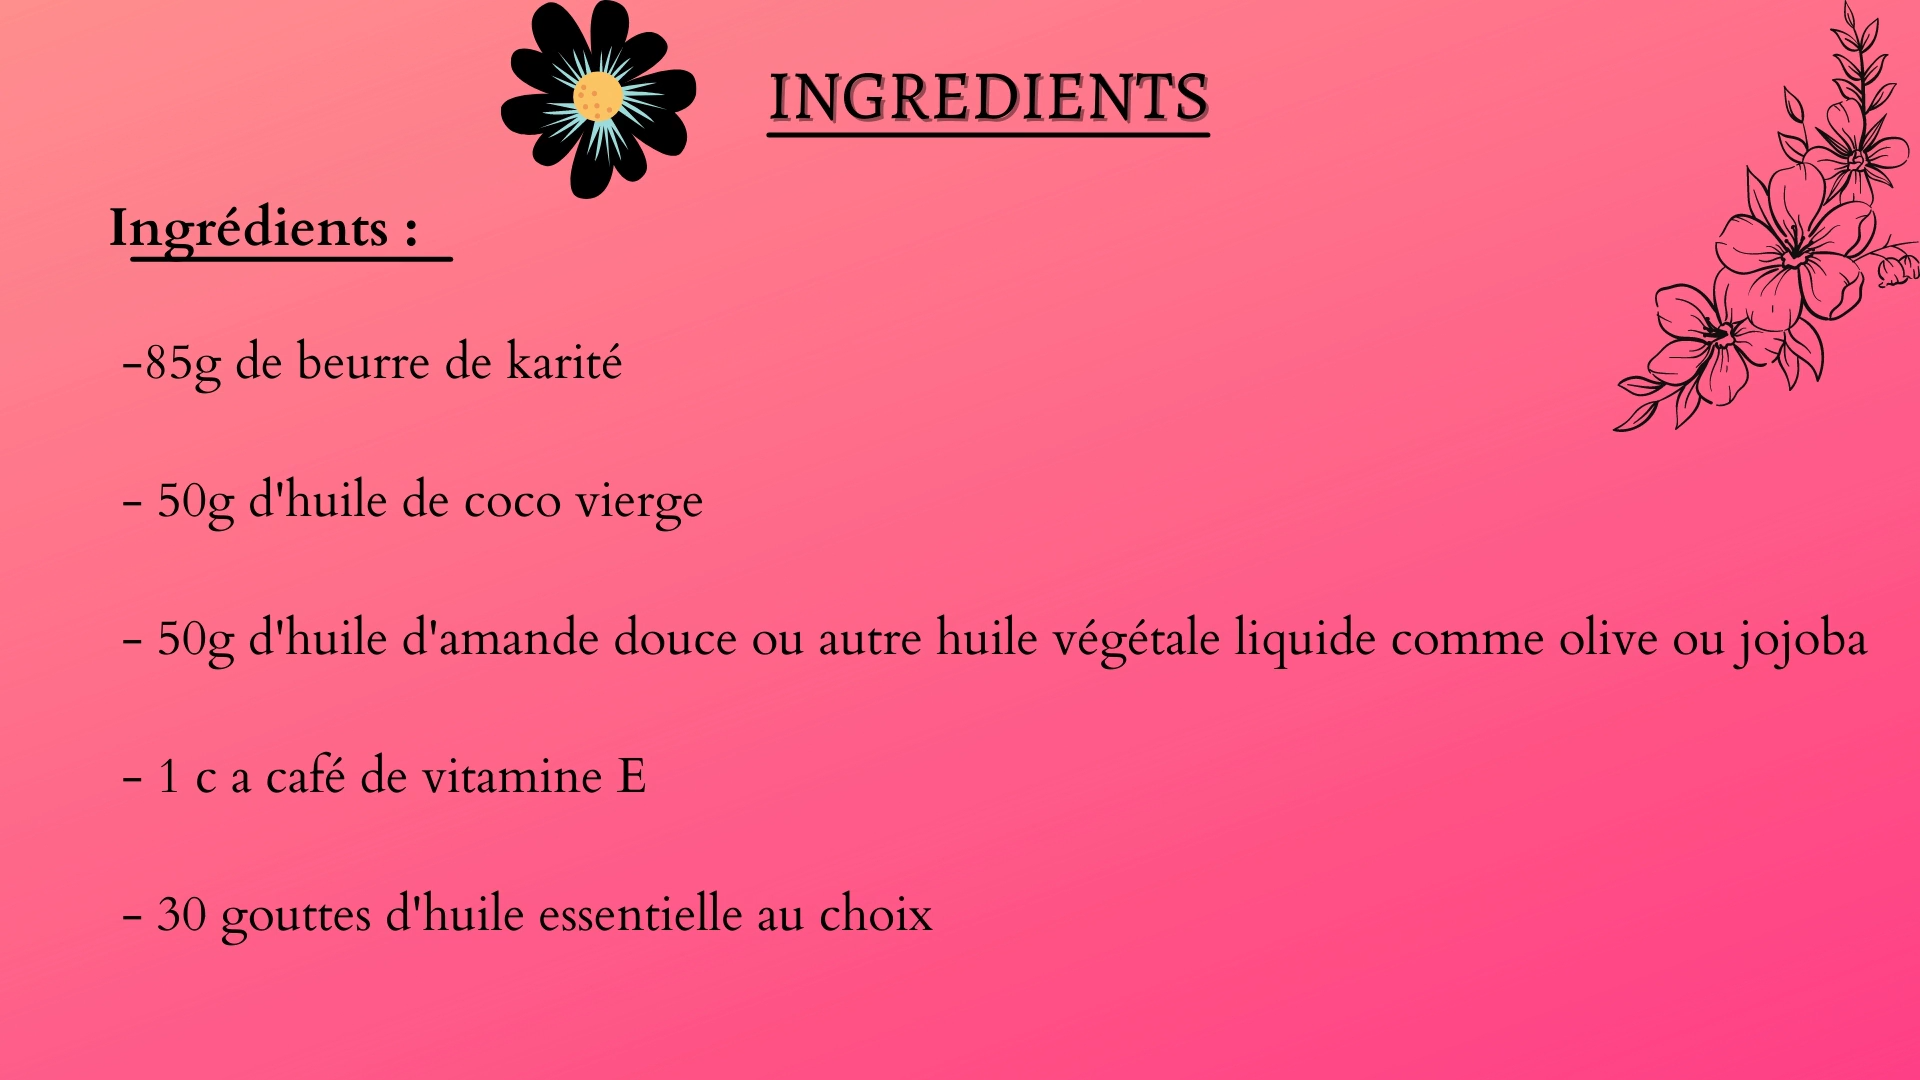 INGREDIENTS
Ingrédients :
-85g de beurre de karité
- 50g d'huile de coco vierge
- 50g d'huile d'amande douce ou autre huile végétale liquide comme olive ou jojoba
- 1 c a café de vitamine E
- 30 gouttes d'huile essentielle au choix